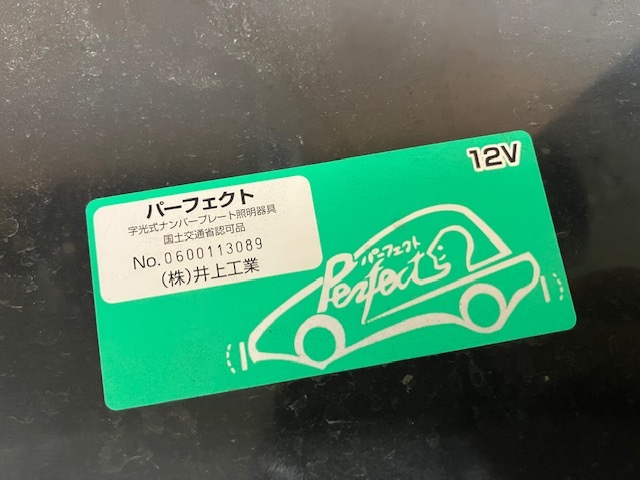 12V
パーフェクト
字光式ナンバープレート照明器具
国土交通省認可品
No.0600113089
(株)井上工業
パーフェクト
Perfect